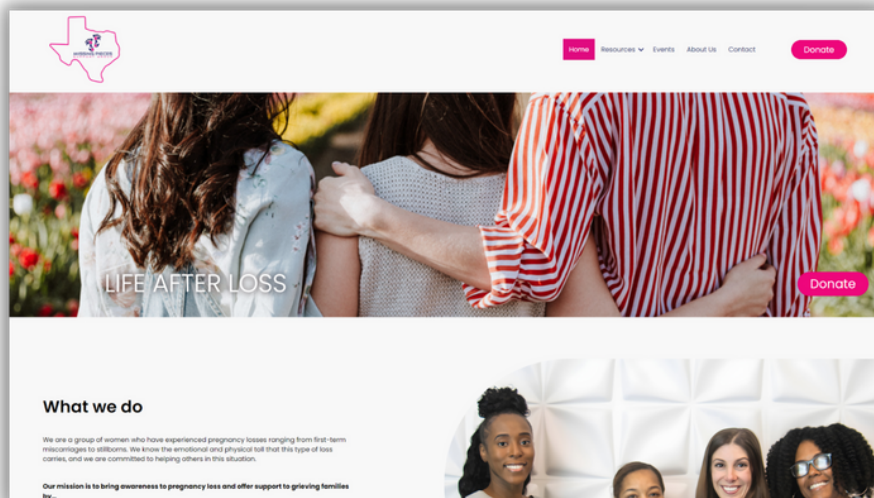 MISSING PIECES
Home Resources Events About Us Contact Donate
LIFE AFTER LOSS
Donate
What we do
We are a group of women who have experienced pregnancy losses ranging from first-term
miscarriages to stillborns. We know the emotional and physical toll that this type of loss
carries, and we are committed to helping others in this situation.
Our mission is to bring awareness to pregnancy loss and offer support to grieving families
by...